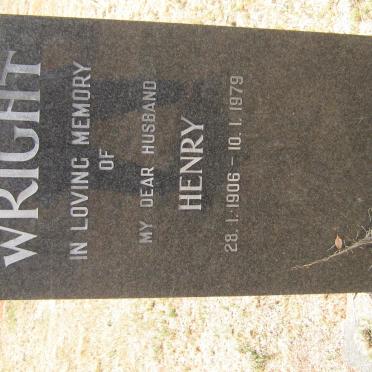 WRIGHT
IN LOVING MEMORY
OF
MY DEAR HUSBAND
HENRY
28.1.1906 - 10.1.1979